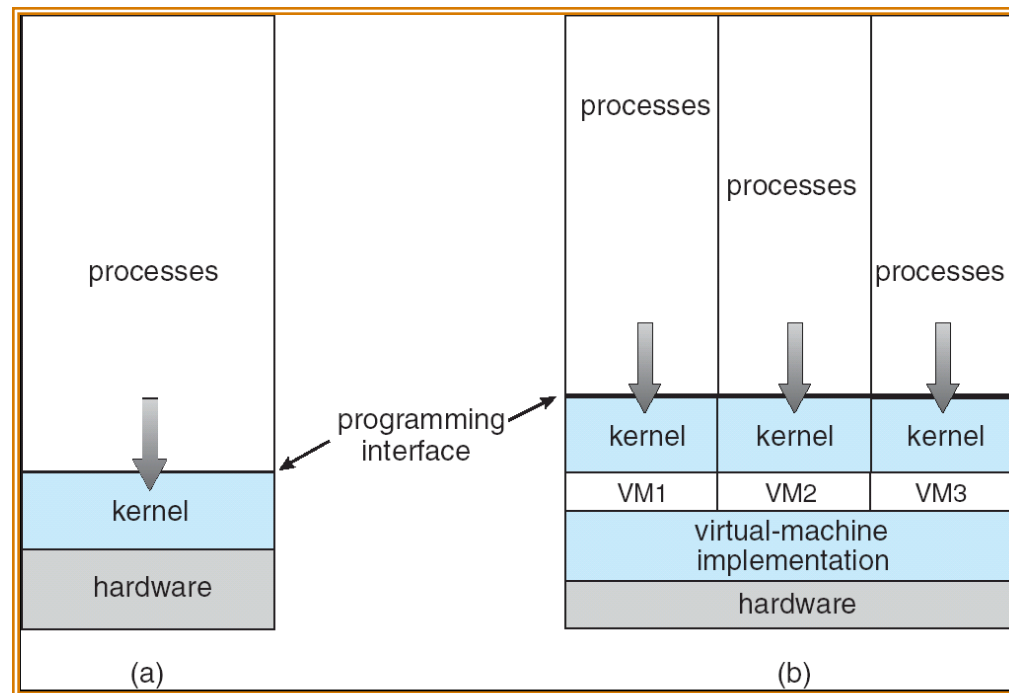 processes
kernel
hardware
(a)
programming
interface
processes
processes
processes
kernel
kernel
kernel
VM1
VM2
VM3
virtual-machine
implementation
hardware
(b)